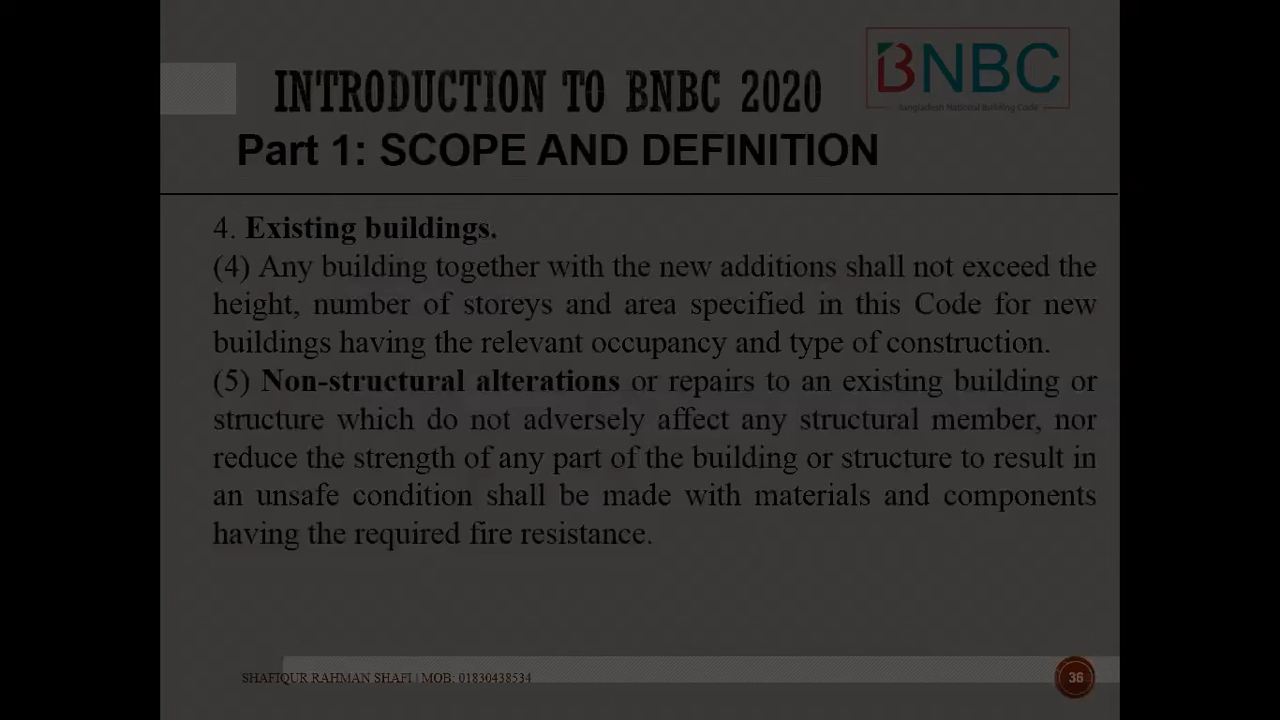 INTRODUCTION TO BNBC 2020
BNBC
Bangladesh National Building Code
Part 1: SCOPE AND DEFINITION
4. Existing buildings.
(4) Any building together with the new additions shall not exceed the
height, number of storeys and area specified in this Code for new
buildings having the relevant occupancy and type of construction.
(5) Non-structural alterations or repairs to an existing building or
structure which do not adversely affect any structural member, nor
reduce the strength of any part of the building or structure to result in
an unsafe condition shall be made with materials and components
having the required fire resistance.
SHAFIQUR RAHMAN SHAFI | MOB: 01830438534
36